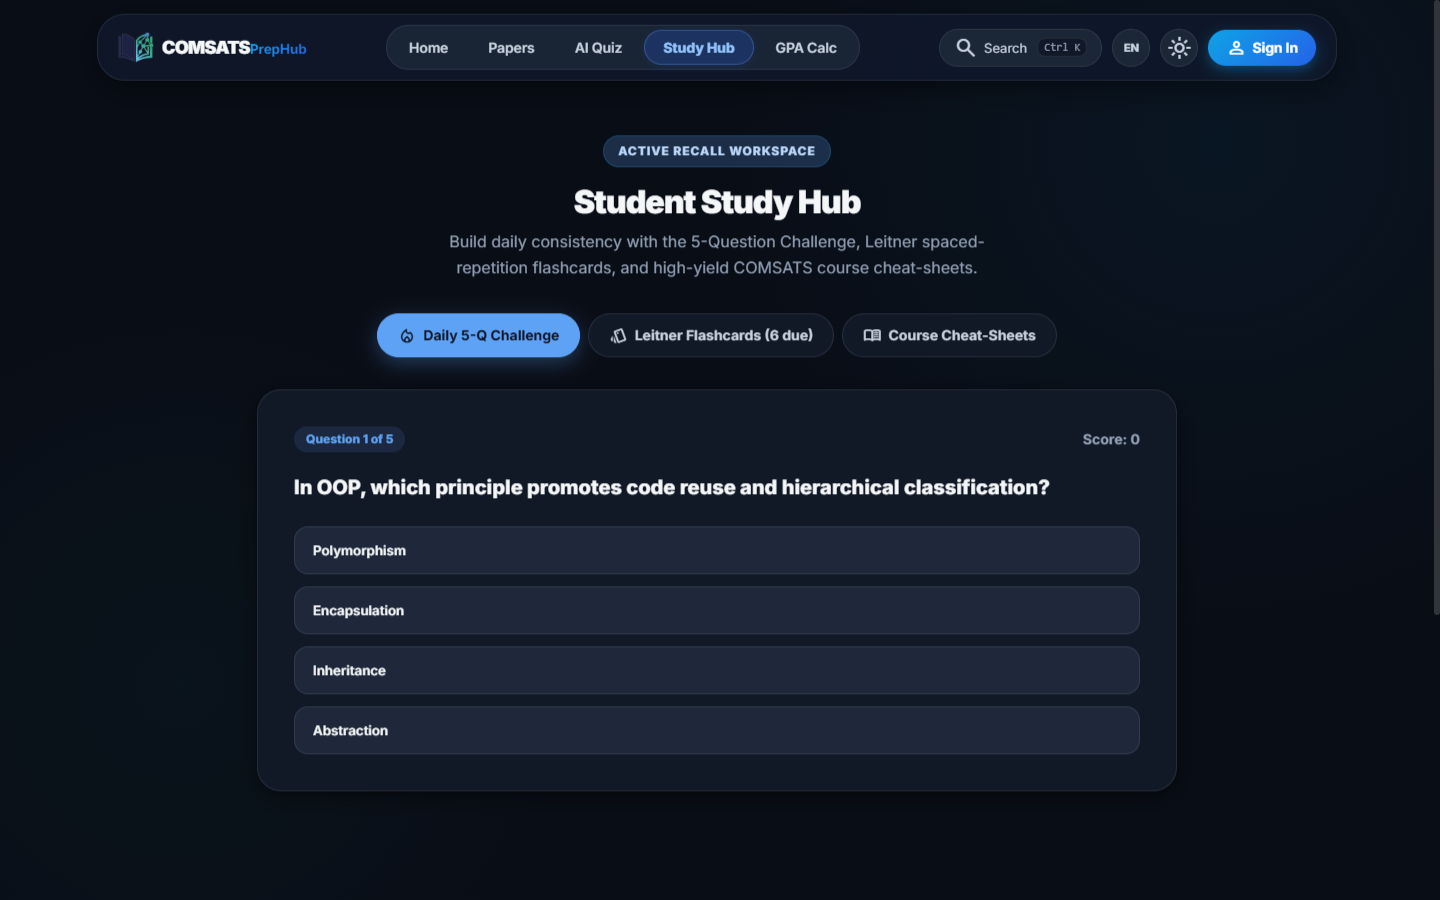 COMSATSPrepHub
Home
Papers
AI Quiz
Study Hub
GPA Calc
Search
Ctrl K
EN
Sign In
ACTIVE RECALL WORKSPACE
Student Study Hub
Build daily consistency with the 5-Question Challenge, Leitner spaced-
repetition flashcards, and high-yield COMSATS course cheat-sheets.
Daily 5-Q Challenge
Leitner Flashcards (6 due)
Course Cheat-Sheets
Question 1 of 5
Score: 0
In OOP, which principle promotes code reuse and hierarchical classification?
Polymorphism
Encapsulation
Inheritance
Abstraction